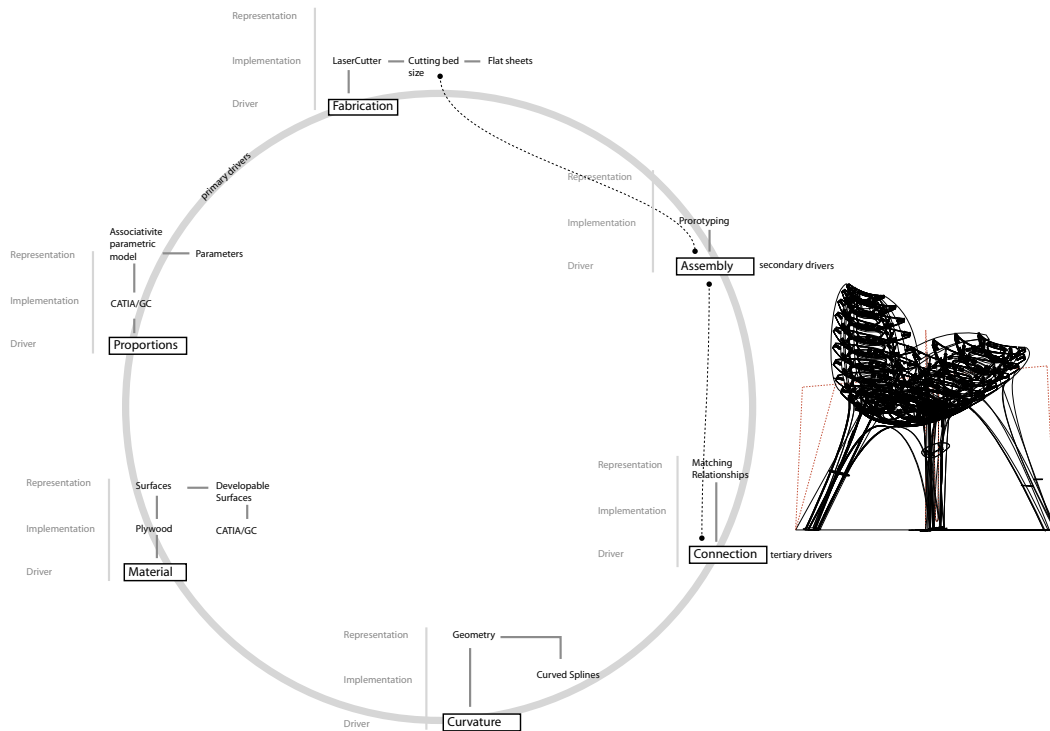 Representation
Implementation
Driver
LaserCutter
Cutting bed
size
Flat sheets
Fabrication
primary drivers
Representation
Implementation
Driver
Prorotyping
Assembly
secondary drivers
Associativite
parametric
model
Parameters
Representation
Implementation
Driver
CATIA/GC
Proportions
Representation
Implementation
Driver
Matching
Relationships
Connection
tertiary drivers
Representation
Implementation
Driver
Surfaces
Developable
Surfaces
Plywood
CATIA/GC
Material
Representation
Implementation
Driver
Geometry
Curved Splines
Curvature